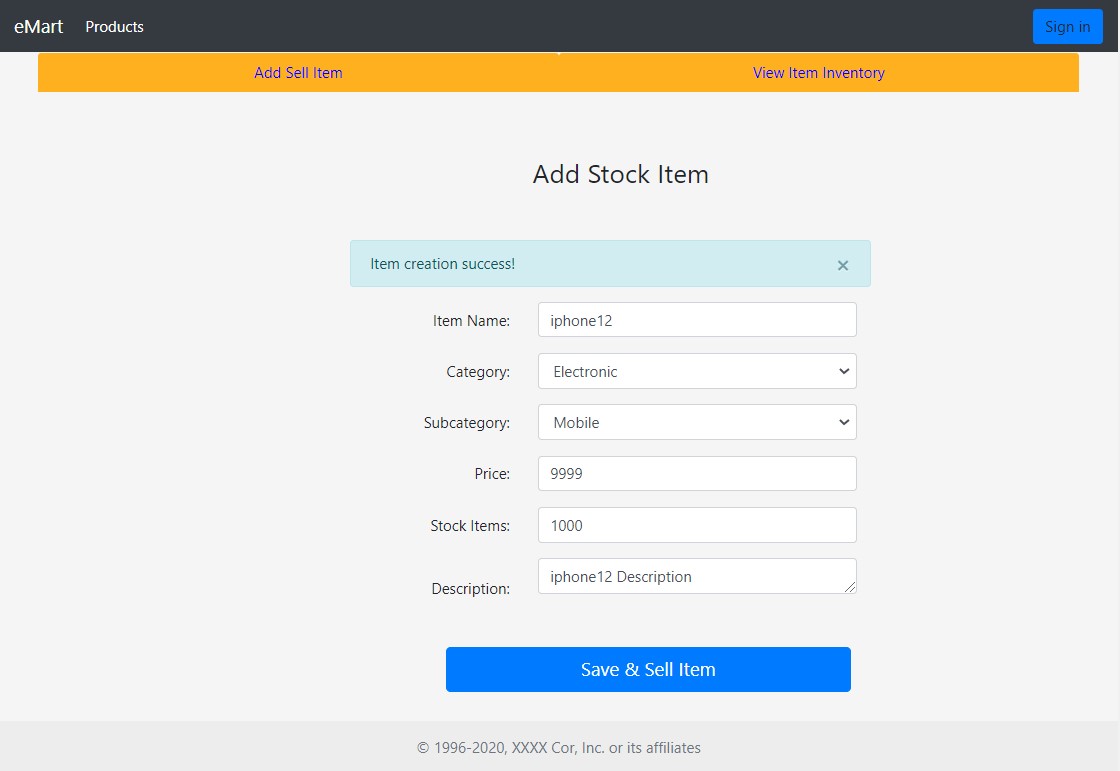 eMart Products Sign in
Add Sell Item View Item Inventory
Add Stock Item
Item creation success! ×
Item Name: iphone12
Category: Electronic
Subcategory: Mobile
Price: 9999
Stock Items: 1000
Description: iphone12 Description
Save & Sell Item
© 1996-2020, XXXX Cor, Inc. or its affiliates